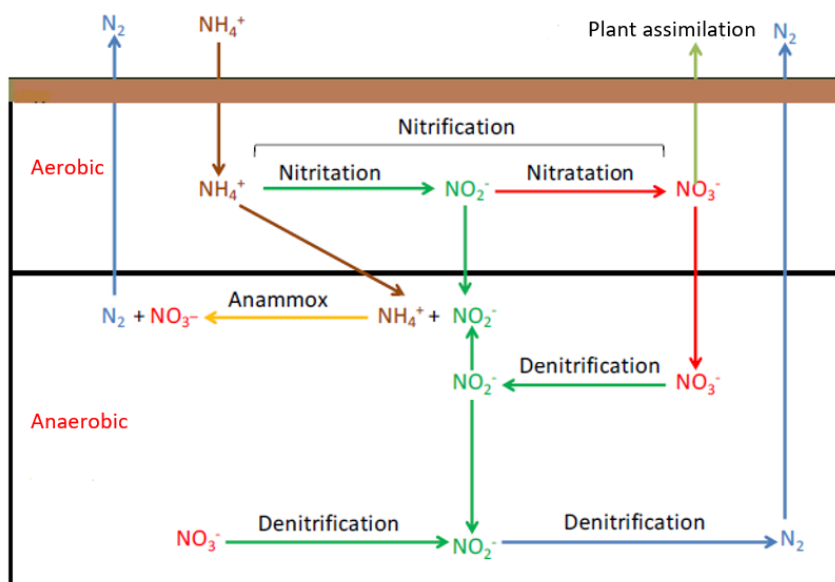 N₂ NH₄⁺ Plant assimilation N₂
Nitrification
Aerobic Nitritation Nitratation
NH₄⁺ NO₂⁻ NO₃⁻
Anammox
N₂ + NO₃– NH₄⁺ + NO₂⁻
Denitrification
NO₂⁻ NO₃⁻
Anaerobic
Denitrification Denitrification
NO₃⁻ NO₂⁻ N₂